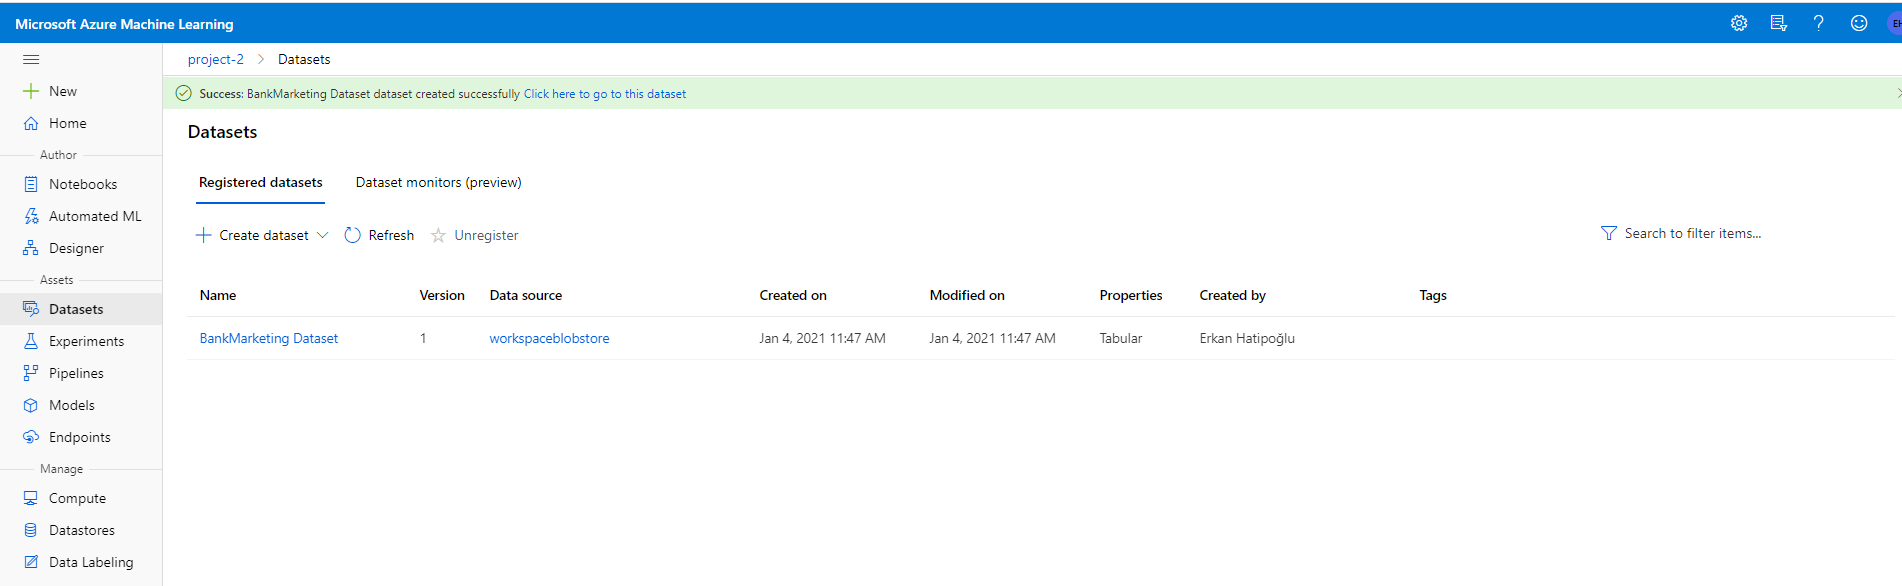 Microsoft Azure Machine Learning
EH
project-2 > Datasets
Success: BankMarketing Dataset dataset created successfully Click here to go to this dataset
New
Home
Author
Notebooks
Automated ML
Designer
Assets
Datasets
Experiments
Pipelines
Models
Endpoints
Manage
Compute
Datastores
Data Labeling
Datasets
Registered datasets Dataset monitors (preview)
Create dataset Refresh Unregister Search to filter items...
Name Version Data source Created on Modified on Properties Created by Tags
BankMarketing Dataset 1 workspaceblobstore Jan 4, 2021 11:47 AM Jan 4, 2021 11:47 AM Tabular Erkan Hatipoğlu